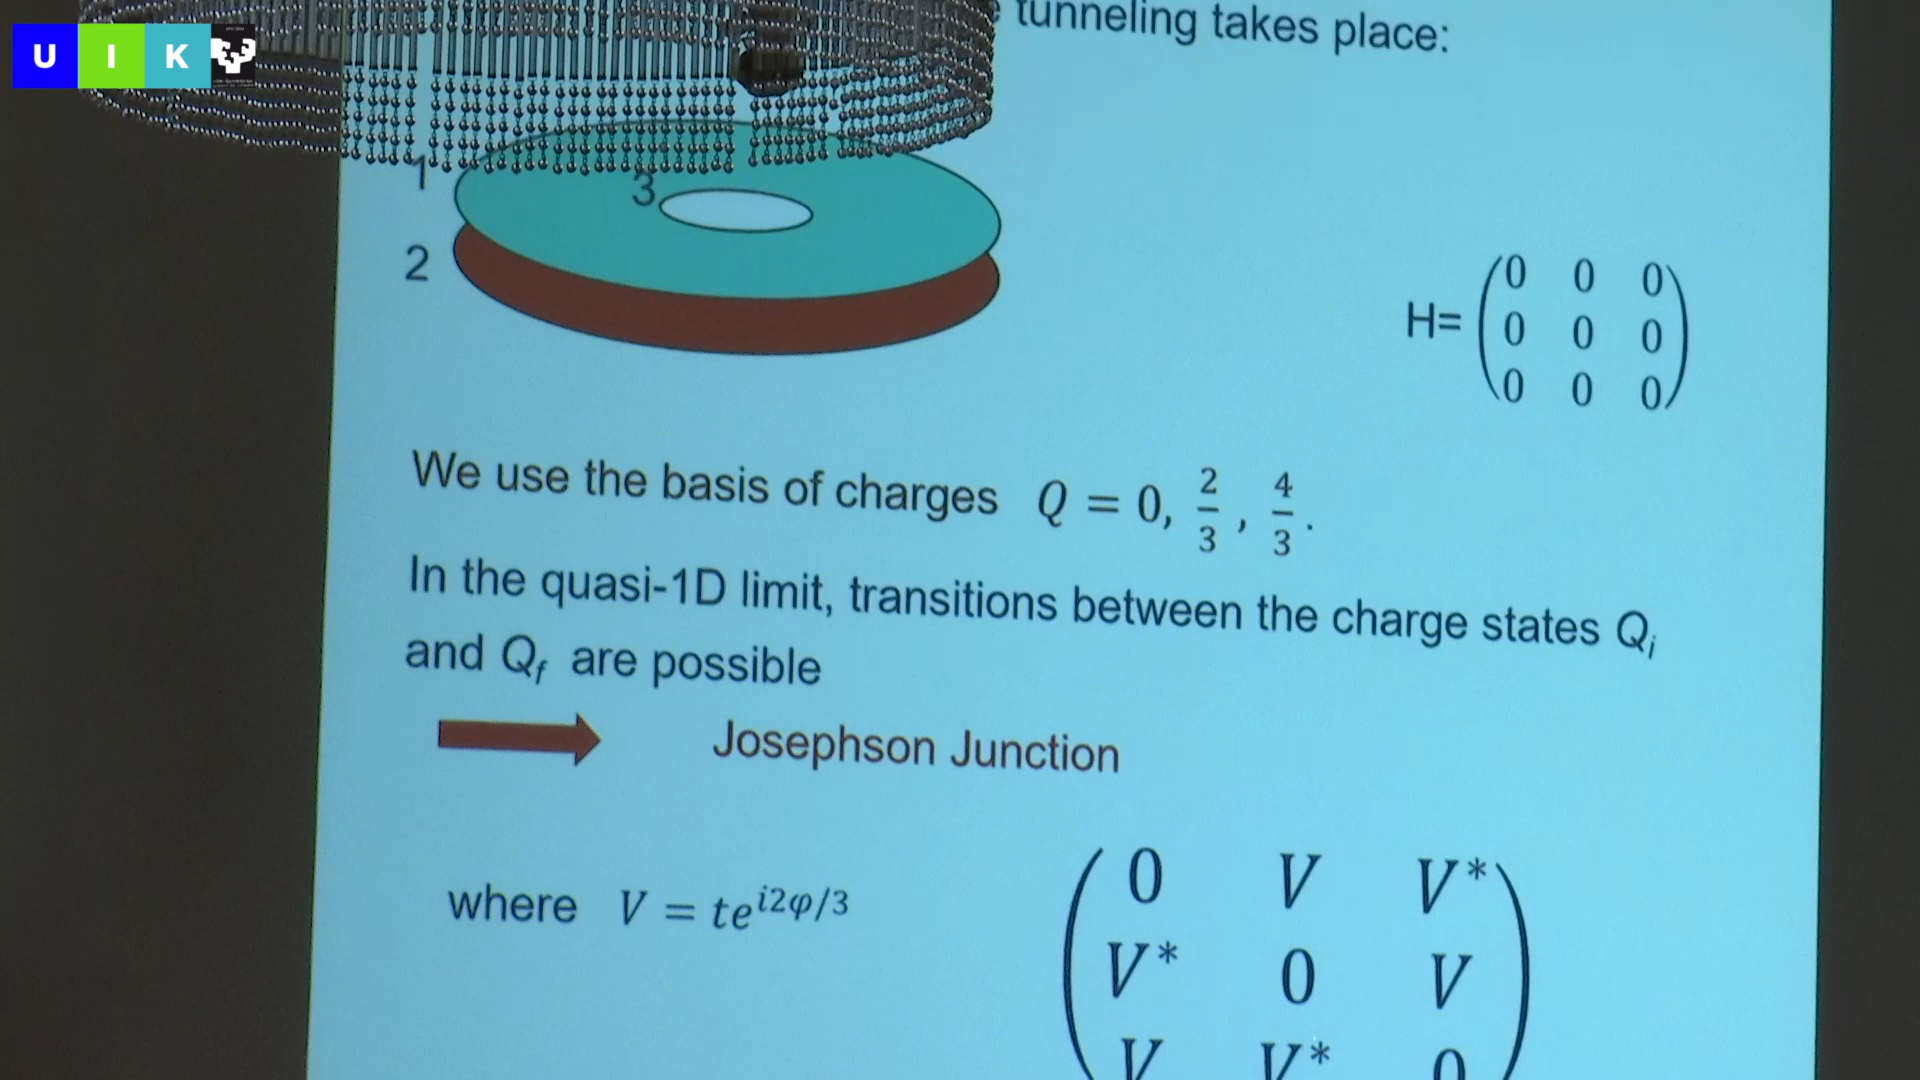 U I K
tunneling takes place:
1
3
2
H= (0 0 0
0 0 0
0 0 0)
We use the basis of charges Q = 0, 2/3, 4/3.
In the quasi-1D limit, transitions between the charge states Qi
and Qf are possible
Josephson Junction
where V = te^{i2φ/3}
(0 V V*
V* 0 V
V V* 0)